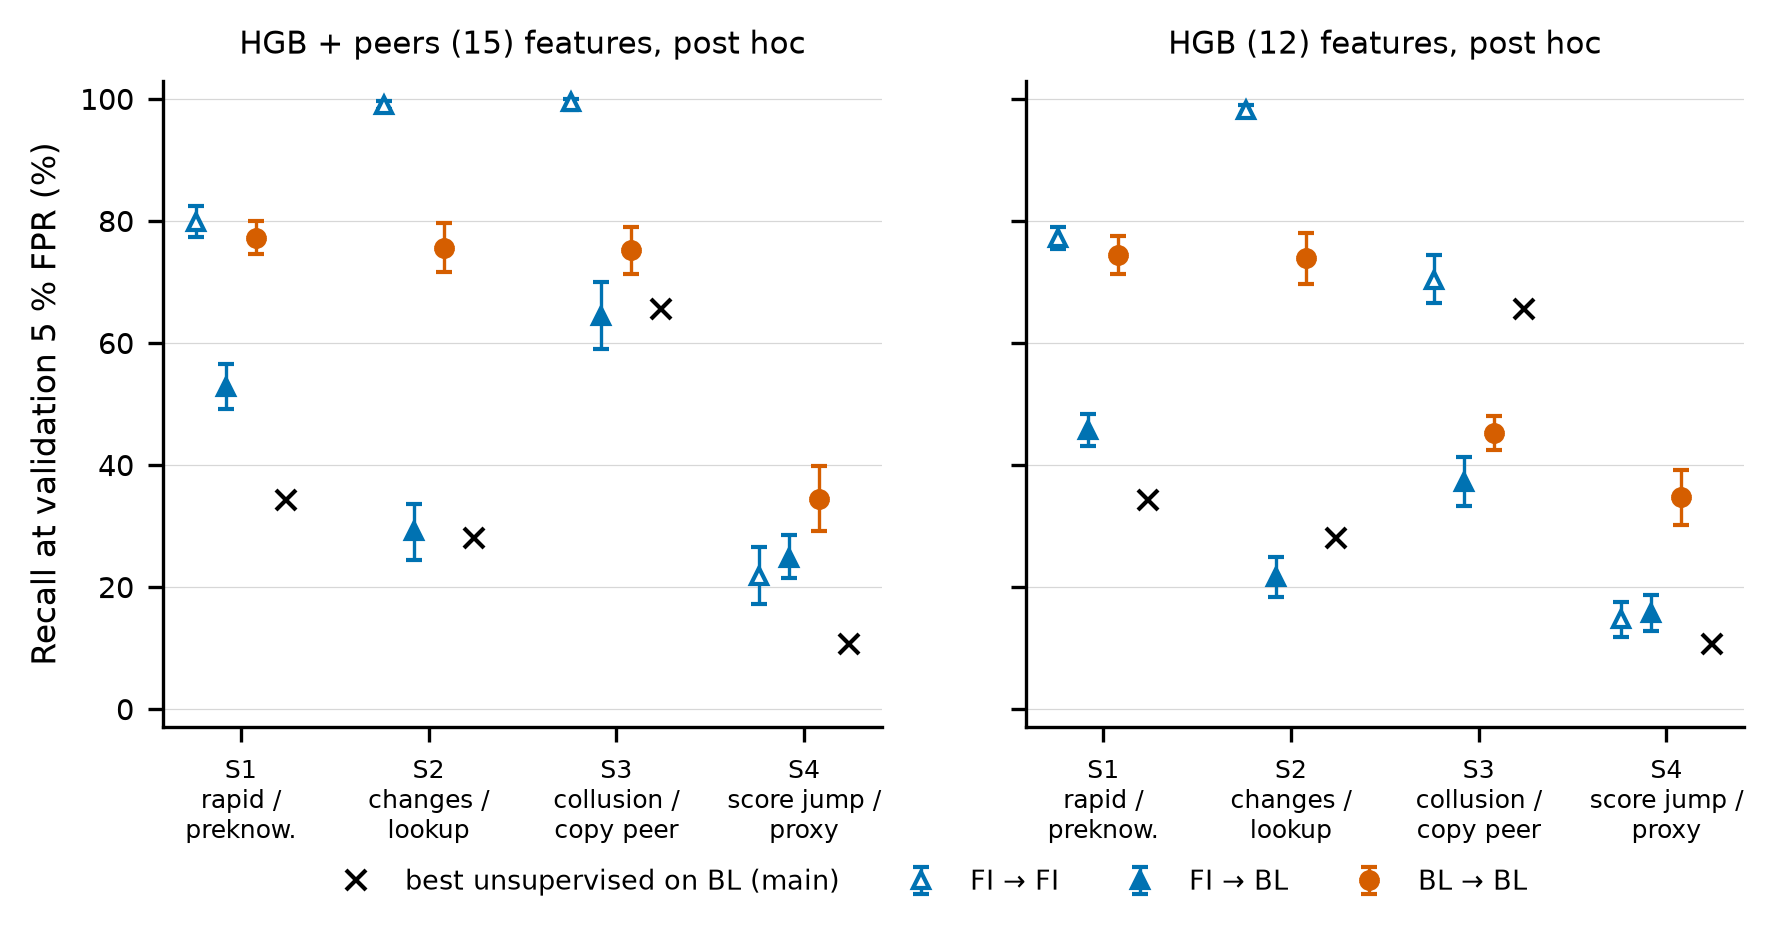 HGB + peers (15) features, post hoc
HGB (12) features, post hoc
Recall at validation 5 % FPR (%)
100
80
60
40
20
0
S1
rapid /
preknow.
S2
changes /
lookup
S3
collusion /
copy peer
S4
score jump /
proxy
S1
rapid /
preknow.
S2
changes /
lookup
S3
collusion /
copy peer
S4
score jump /
proxy
best unsupervised on BL (main)
FI → FI
FI → BL
BL → BL